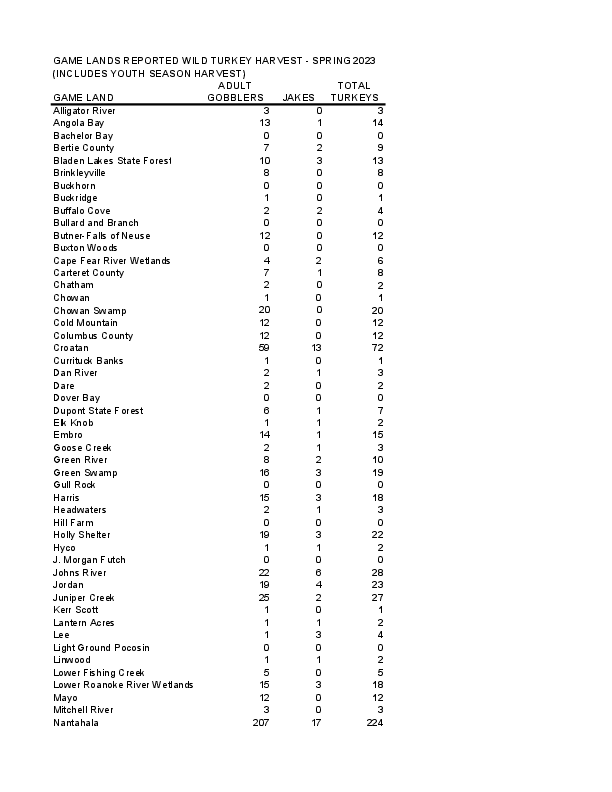 GAME LANDS REPORTED WILD TURKEY HARVEST - SPRING 2023
(INCLUDES YOUTH SEASON HARVEST)
ADULT TOTAL
GAME LAND GOBBLERS JAKES TURKEYS
Alligator River 3 0 3
Angola Bay 13 1 14
Bachelor Bay 0 0 0
Bertie County 7 2 9
Bladen Lakes State Forest 10 3 13
Brinkleyville 8 0 8
Buckhorn 0 0 0
Buckridge 1 0 1
Buffalo Cove 2 2 4
Bullard and Branch 0 0 0
Butner-Falls of Neuse 12 0 12
Buxton Woods 0 0 0
Cape Fear River Wetlands 4 2 6
Carteret County 7 1 8
Chatham 2 0 2
Chowan 1 0 1
Chowan Swamp 20 0 20
Cold Mountain 12 0 12
Columbus County 12 0 12
Croatan 59 13 72
Currituck Banks 1 0 1
Dan River 2 1 3
Dare 2 0 2
Dover Bay 0 0 0
Dupont State Forest 6 1 7
Elk Knob 1 1 2
Embro 14 1 15
Goose Creek 2 1 3
Green River 8 2 10
Green Swamp 16 3 19
Gull Rock 0 0 0
Harris 15 3 18
Headwaters 2 1 3
Hill Farm 0 0 0
Holly Shelter 19 3 22
Hyco 1 1 2
J. Morgan Futch 0 0 0
Johns River 22 6 28
Jordan 19 4 23
Juniper Creek 25 2 27
Kerr Scott 1 0 1
Lantern Acres 1 1 2
Lee 1 3 4
Light Ground Pocosin 0 0 0
Linwood 1 1 2
Lower Fishing Creek 5 0 5
Lower Roanoke River Wetlands 15 3 18
Mayo 12 0 12
Mitchell River 3 0 3
Nantahala 207 17 224